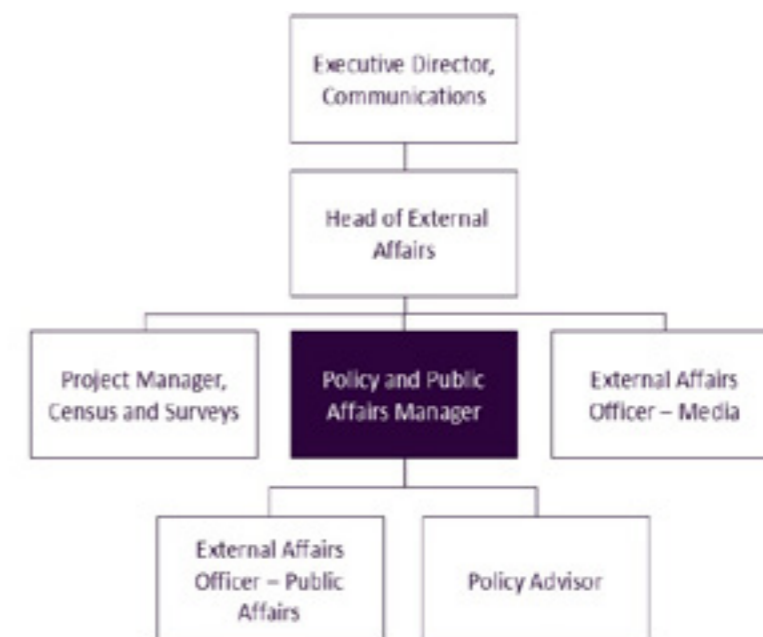 Executive Director,
Communications
Head of External
Affairs
Project Manager,
Census and Surveys
Policy and Public
Affairs Manager
External Affairs
Officer – Media
External Affairs
Officer – Public
Affairs
Policy Advisor